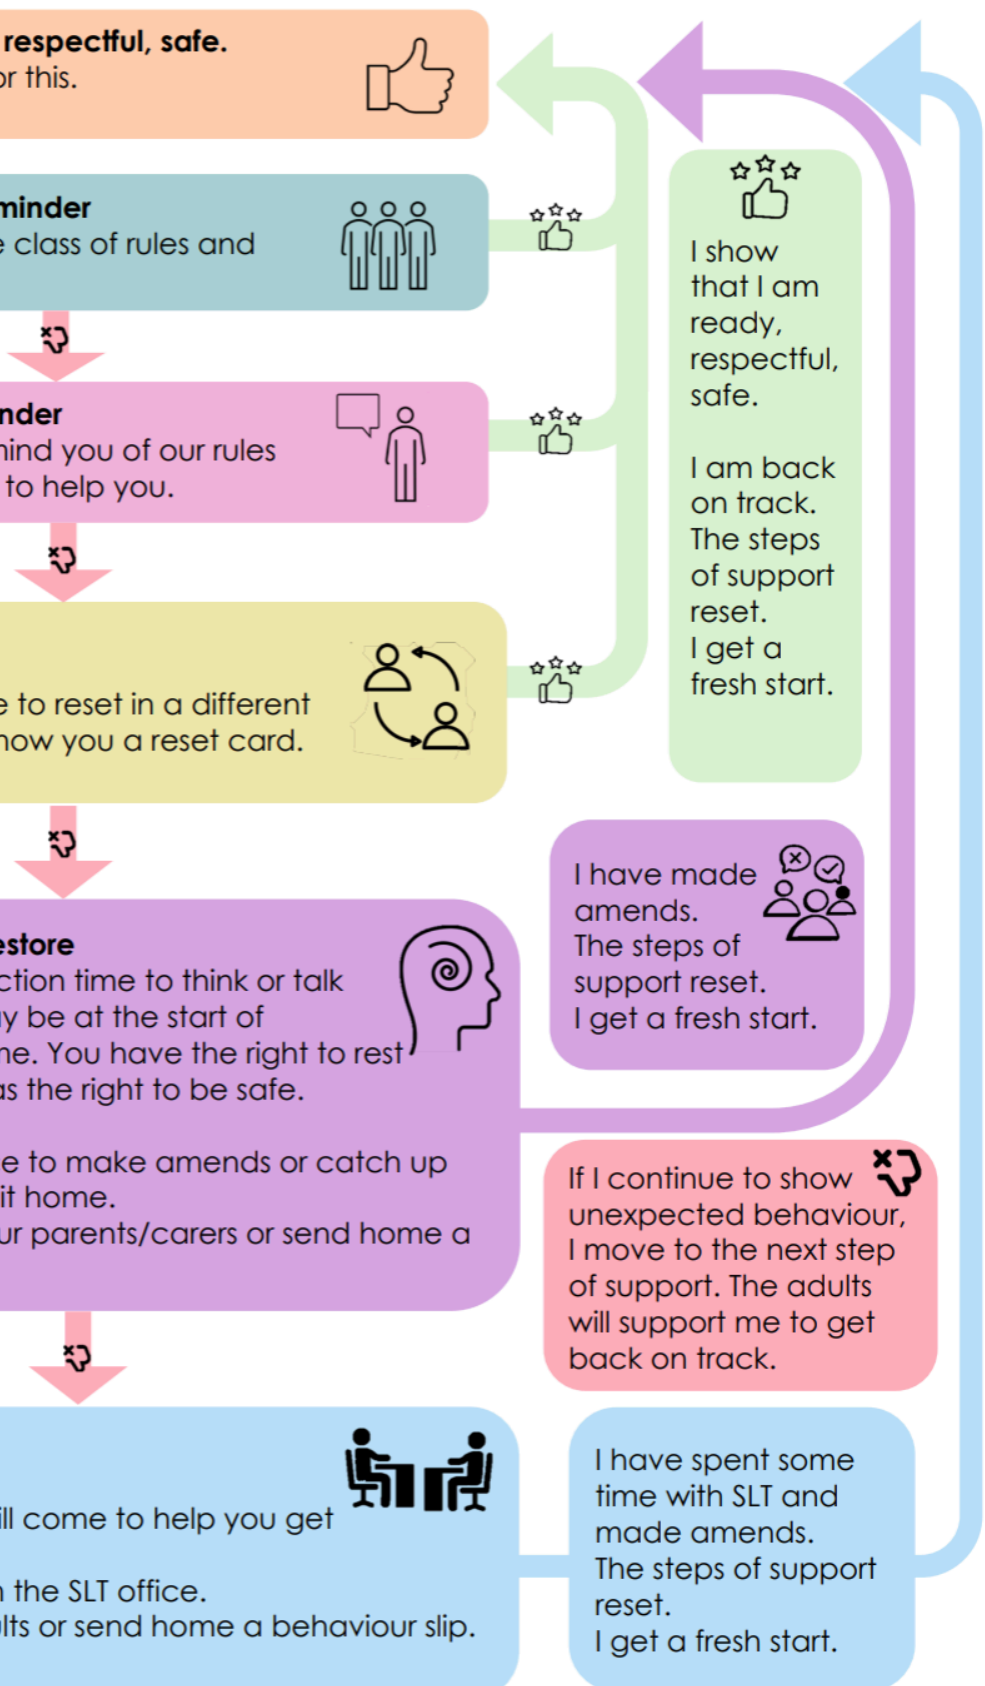 respectful, safe.
or this.
minder
e class of rules and
nder
nind you of our rules
to help you.
e to reset in a different
now you a reset card.
estore
ction time to think or talk
ay be at the start of
ne. You have the right to rest
as the right to be safe.
e to make amends or catch up
it home.
ur parents/carers or send home a
ill come to help you get
n the SLT office.
ults or send home a behaviour slip.
I show
that I am
ready,
respectful,
safe.
I am back
on track.
The steps
of support
reset.
I get a
fresh start.
I have made
amends.
The steps of
support reset.
I get a fresh start.
If I continue to show
unexpected behaviour,
I move to the next step
of support. The adults
will support me to get
back on track.
I have spent some
time with SLT and
made amends.
The steps of support
reset.
I get a fresh start.